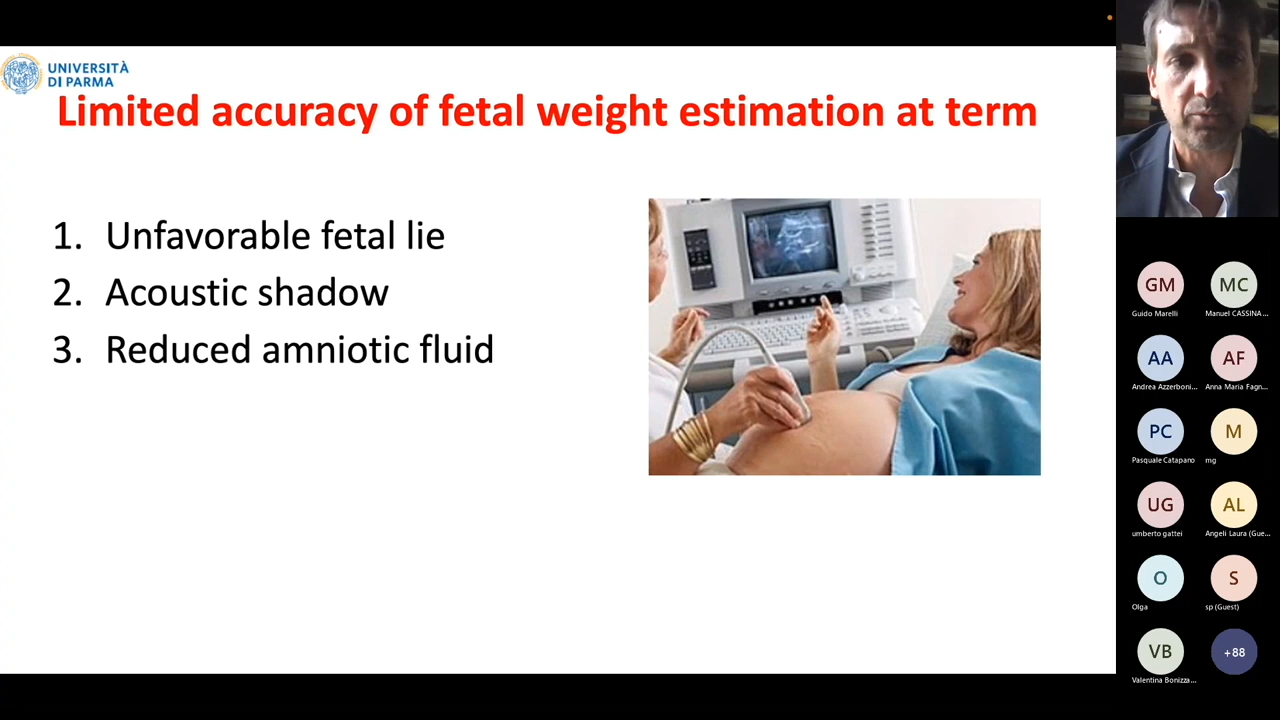 UNIVERSITÀ
DI PARMA
Limited accuracy of fetal weight estimation at term
1. Unfavorable fetal lie
2. Acoustic shadow
3. Reduced amniotic fluid
GM
Guido Marelli
MC
Manuel CASSINA...
AA
Andrea Azzerboni...
AF
Anna Maria Fagn...
PC
Pasquale Catapano
M
mg
UG
umberto gattei
AL
Angeli Laura (Gue...
O
Olga
S
sp (Guest)
VB
Valentina Bonizza...
+88